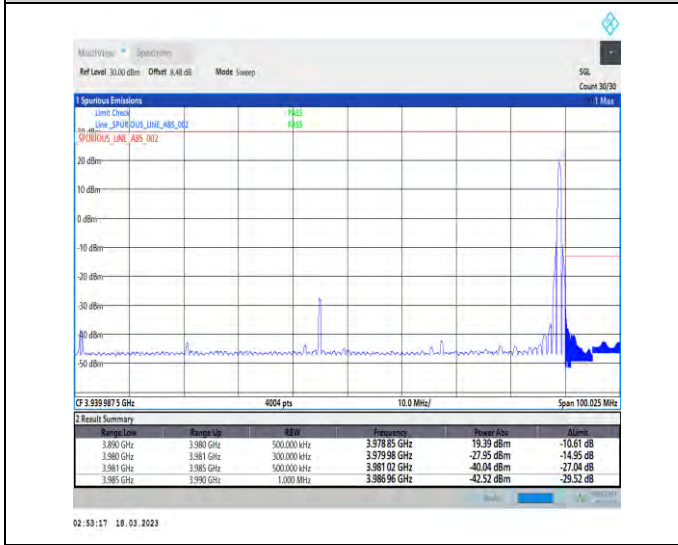 MultiView Spectrum
Ref Level 30.00 dBm Offset 8.48 dB Mode Sweep SGL
Count 30/30
1 Spurious Emissions 1 Max
Limit Check PASS
Line _SPURIOUS_LINE_ABS_002 PASS
_SPURIOUS_LINE_ABS_002
20 dBm
10 dBm
0 dBm
-10 dBm
-20 dBm
-30 dBm
-40 dBm
-50 dBm
CF 3.939 987 5 GHz 4004 pts 10.0 MHz/ Span 100.025 MHz
2 Result Summary
Range Low Range Up RBW Frequency Power Abs ΔLimit
3.890 GHz 3.980 GHz 500.000 kHz 3.978 85 GHz 19.39 dBm -10.61 dB
3.980 GHz 3.981 GHz 300.000 kHz 3.979 98 GHz -27.95 dBm -14.95 dB
3.981 GHz 3.985 GHz 500.000 kHz 3.981 02 GHz -40.04 dBm -27.04 dB
3.985 GHz 3.990 GHz 1.000 MHz 3.986 96 GHz -42.52 dBm -29.52 dB
02:53:17 18.03.2023